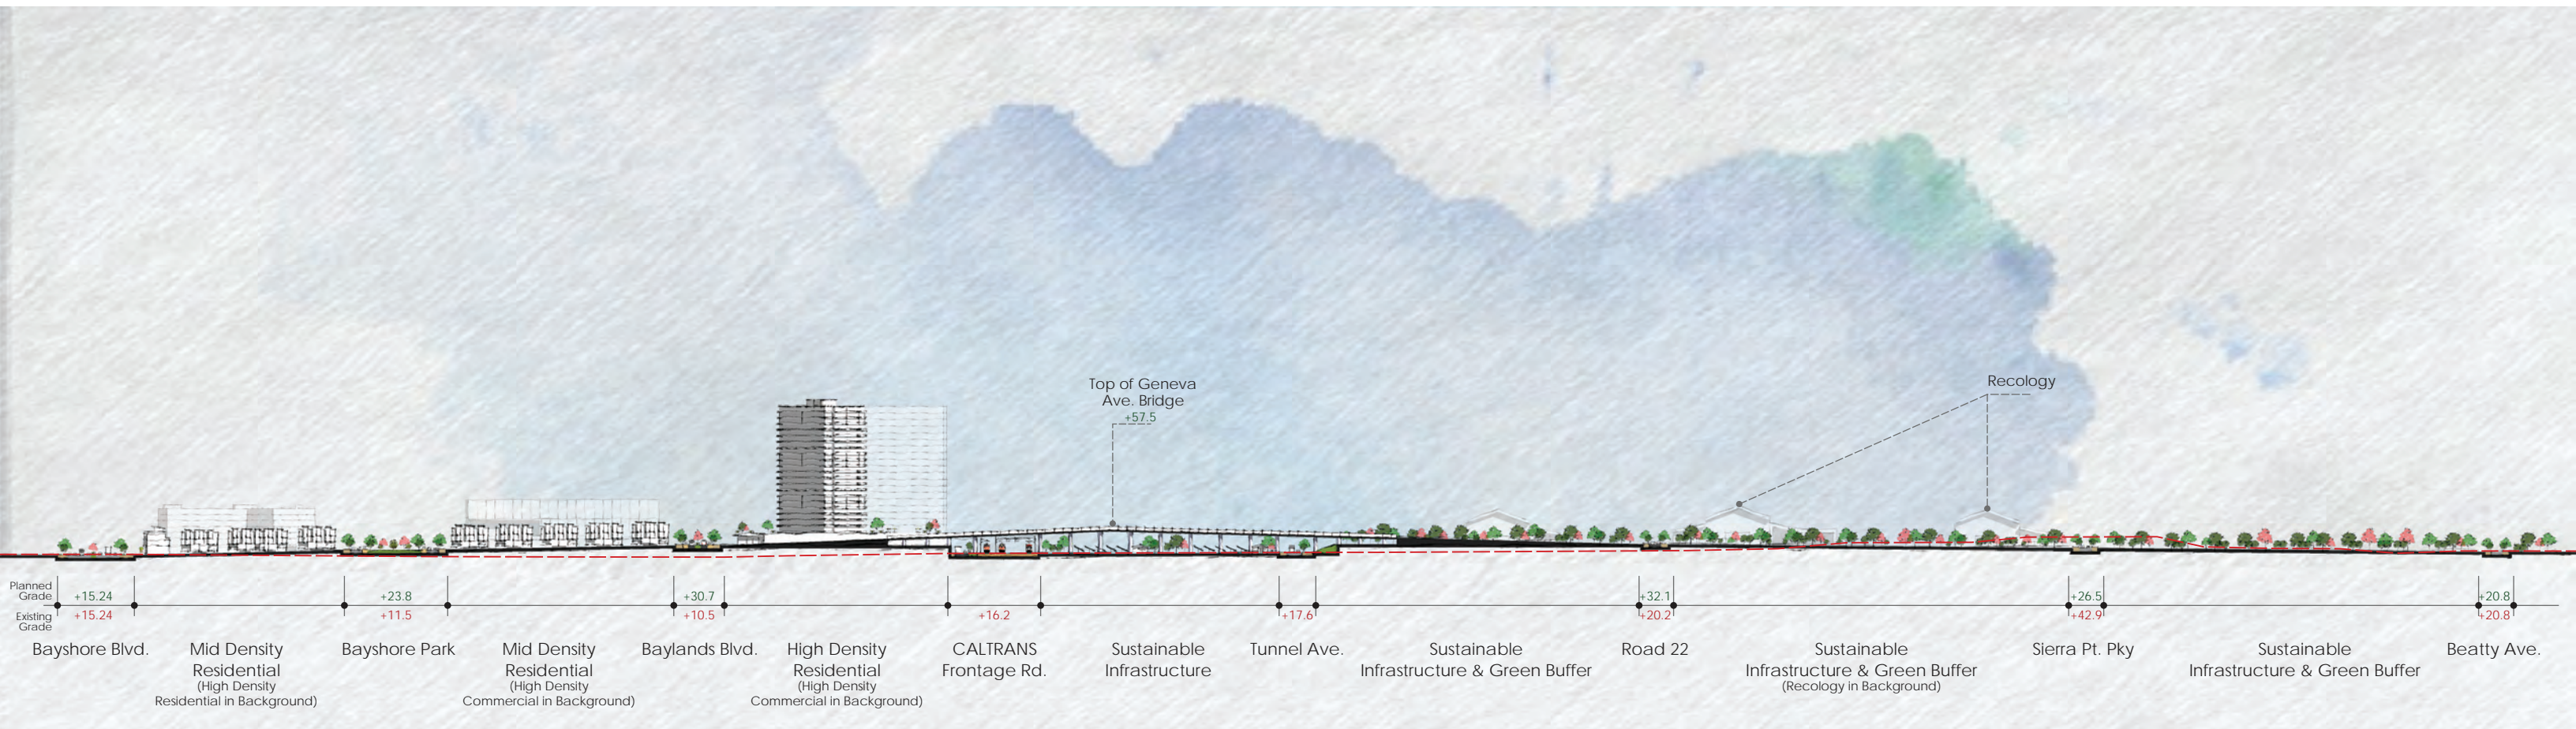 Top of Geneva
Ave. Bridge
+57.5
Recology
Planned
Grade
+15.24
+23.8
+30.7
+32.1
+26.5
+20.8
Existing
Grade
+15.24
+11.5
+10.5
+16.2
+17.6
+20.2
+42.9
+20.8
Bayshore Blvd.
Mid Density
Residential
(High Density
Residential in Background)
Bayshore Park
Mid Density
Residential
(High Density
Commercial in Background)
Baylands Blvd.
High Density
Residential
(High Density
Commercial in Background)
CALTRANS
Frontage Rd.
Sustainable
Infrastructure
Tunnel Ave.
Sustainable
Infrastructure & Green Buffer
Road 22
Sustainable
Infrastructure & Green Buffer
(Recology in Background)
Sierra Pt. Pky
Sustainable
Infrastructure & Green Buffer
Beatty Ave.